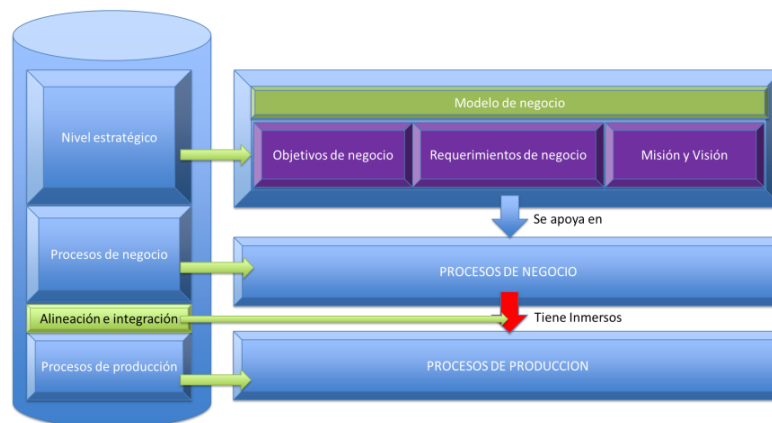 Nivel estratégico
Modelo de negocio
Objetivos de negocio
Requerimientos de negocio
Misión y Visión
Se apoya en
Procesos de negocio
PROCESOS DE NEGOCIO
Alineación e integración
Tiene Inmersos
Procesos de producción
PROCESOS DE PRODUCCION